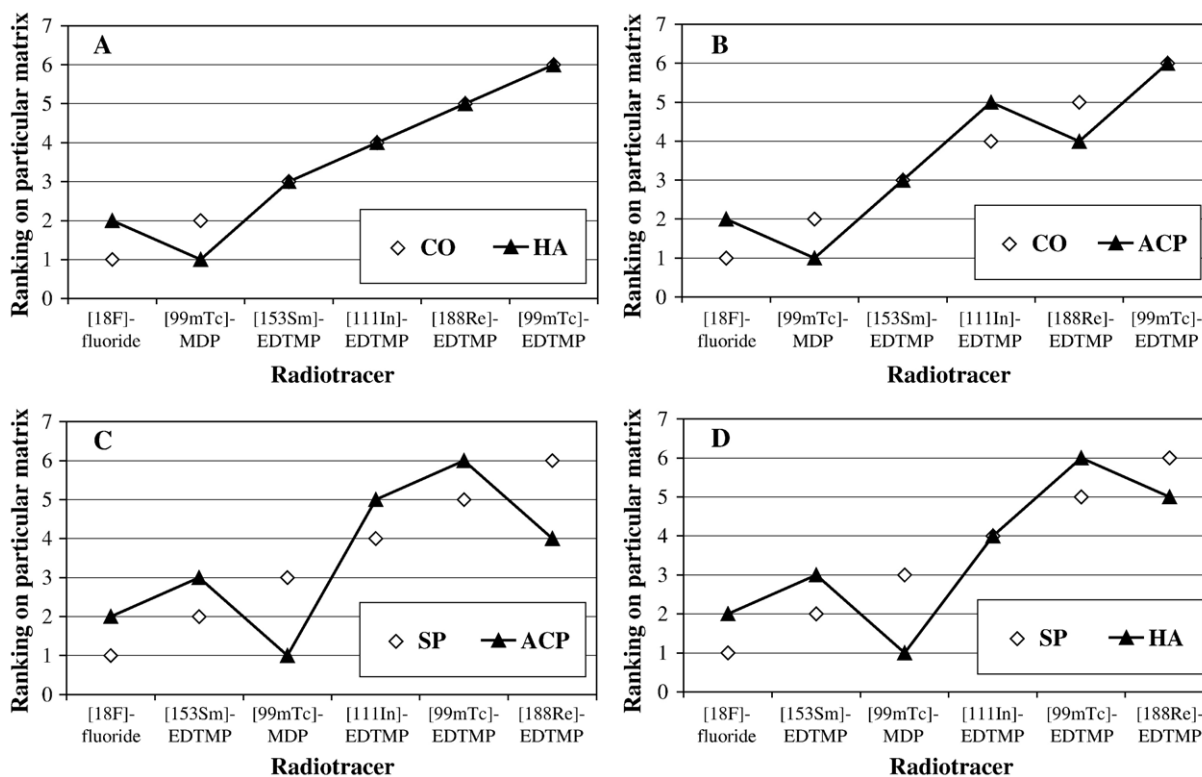 A
Ranking on particular matrix
7
6
5
4
3
2
1
0
CO HA
[18F]- [99mTc]- [153Sm]- [111In]- [188Re]- [99mTc]-
fluoride MDP EDTMP EDTMP EDTMP EDTMP
Radiotracer
B
Ranking on particular matrix
7
6
5
4
3
2
1
0
CO ACP
[18F]- [99mTc]- [153Sm]- [111In]- [188Re]- [99mTc]-
fluoride MDP EDTMP EDTMP EDTMP EDTMP
Radiotracer
C
Ranking on particular matrix
7
6
5
4
3
2
1
0
SP ACP
[18F]- [153Sm]- [99mTc]- [111In]- [99mTc]- [188Re]-
fluoride EDTMP MDP EDTMP EDTMP EDTMP
Radiotracer
D
Ranking on particular matrix
7
6
5
4
3
2
1
0
SP HA
[18F]- [153Sm]- [99mTc]- [111In]- [99mTc]- [188Re]-
fluoride EDTMP MDP EDTMP EDTMP EDTMP
Radiotracer